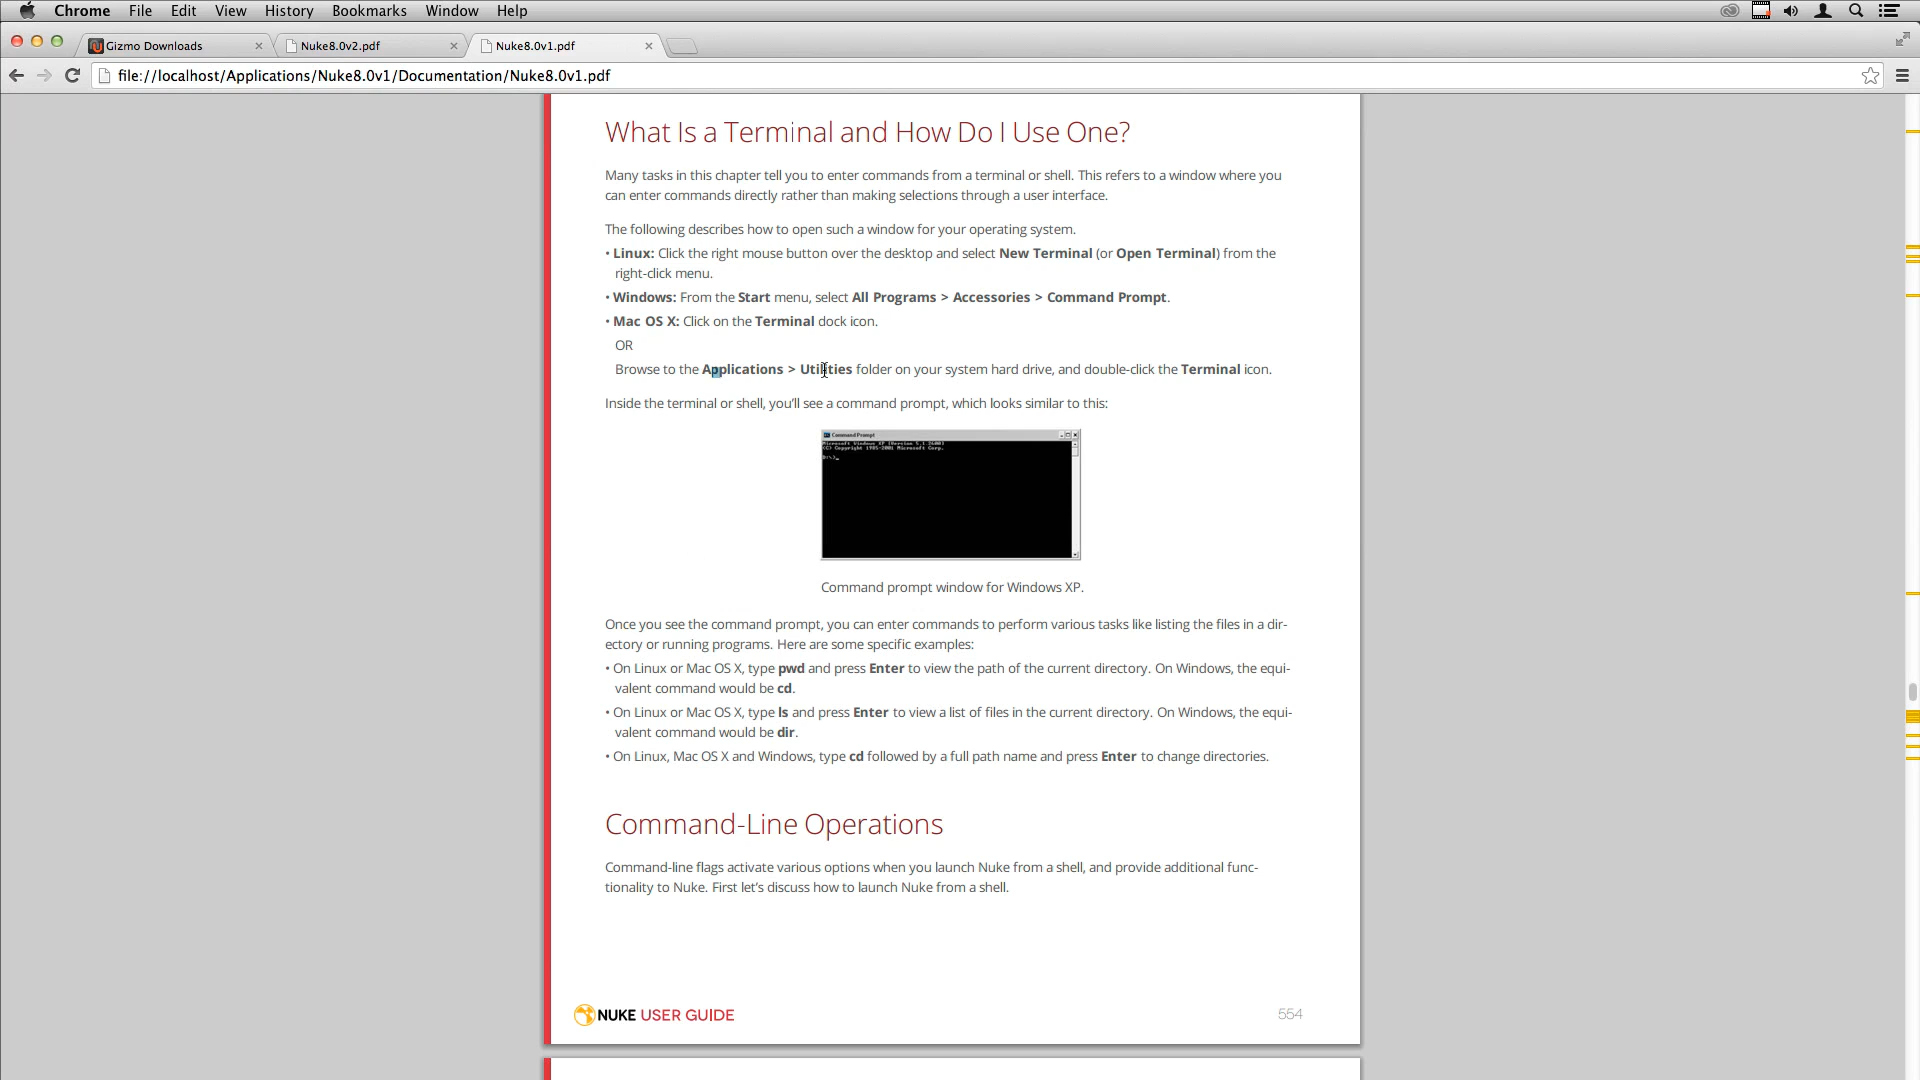 Chrome File Edit View History Bookmarks Window Help
Gizmo Downloads
Nuke8.0v2.pdf
Nuke8.0v1.pdf
file://localhost/Applications/Nuke8.0v1/Documentation/Nuke8.0v1.pdf
What Is a Terminal and How Do I Use One?
Many tasks in this chapter tell you to enter commands from a terminal or shell. This refers to a window where you
can enter commands directly rather than making selections through a user interface.
The following describes how to open such a window for your operating system.
• Linux: Click the right mouse button over the desktop and select New Terminal (or Open Terminal) from the
right-click menu.
• Windows: From the Start menu, select All Programs > Accessories > Command Prompt.
• Mac OS X: Click on the Terminal dock icon.
OR
Browse to the Applications > Utilities folder on your system hard drive, and double-click the Terminal icon.
Inside the terminal or shell, you'll see a command prompt, which looks similar to this:
Command Prompt
Microsoft Windows XP [Version 5.1.2600]
(C) Copyright 1985-2001 Microsoft Corp.
D:\>_
Command prompt window for Windows XP.
Once you see the command prompt, you can enter commands to perform various tasks like listing the files in a dir-
ectory or running programs. Here are some specific examples:
• On Linux or Mac OS X, type pwd and press Enter to view the path of the current directory. On Windows, the equi-
valent command would be cd.
• On Linux or Mac OS X, type ls and press Enter to view a list of files in the current directory. On Windows, the equi-
valent command would be dir.
• On Linux, Mac OS X and Windows, type cd followed by a full path name and press Enter to change directories.
Command-Line Operations
Command-line flags activate various options when you launch Nuke from a shell, and provide additional func-
tionality to Nuke. First let's discuss how to launch Nuke from a shell.
NUKE USER GUIDE
554